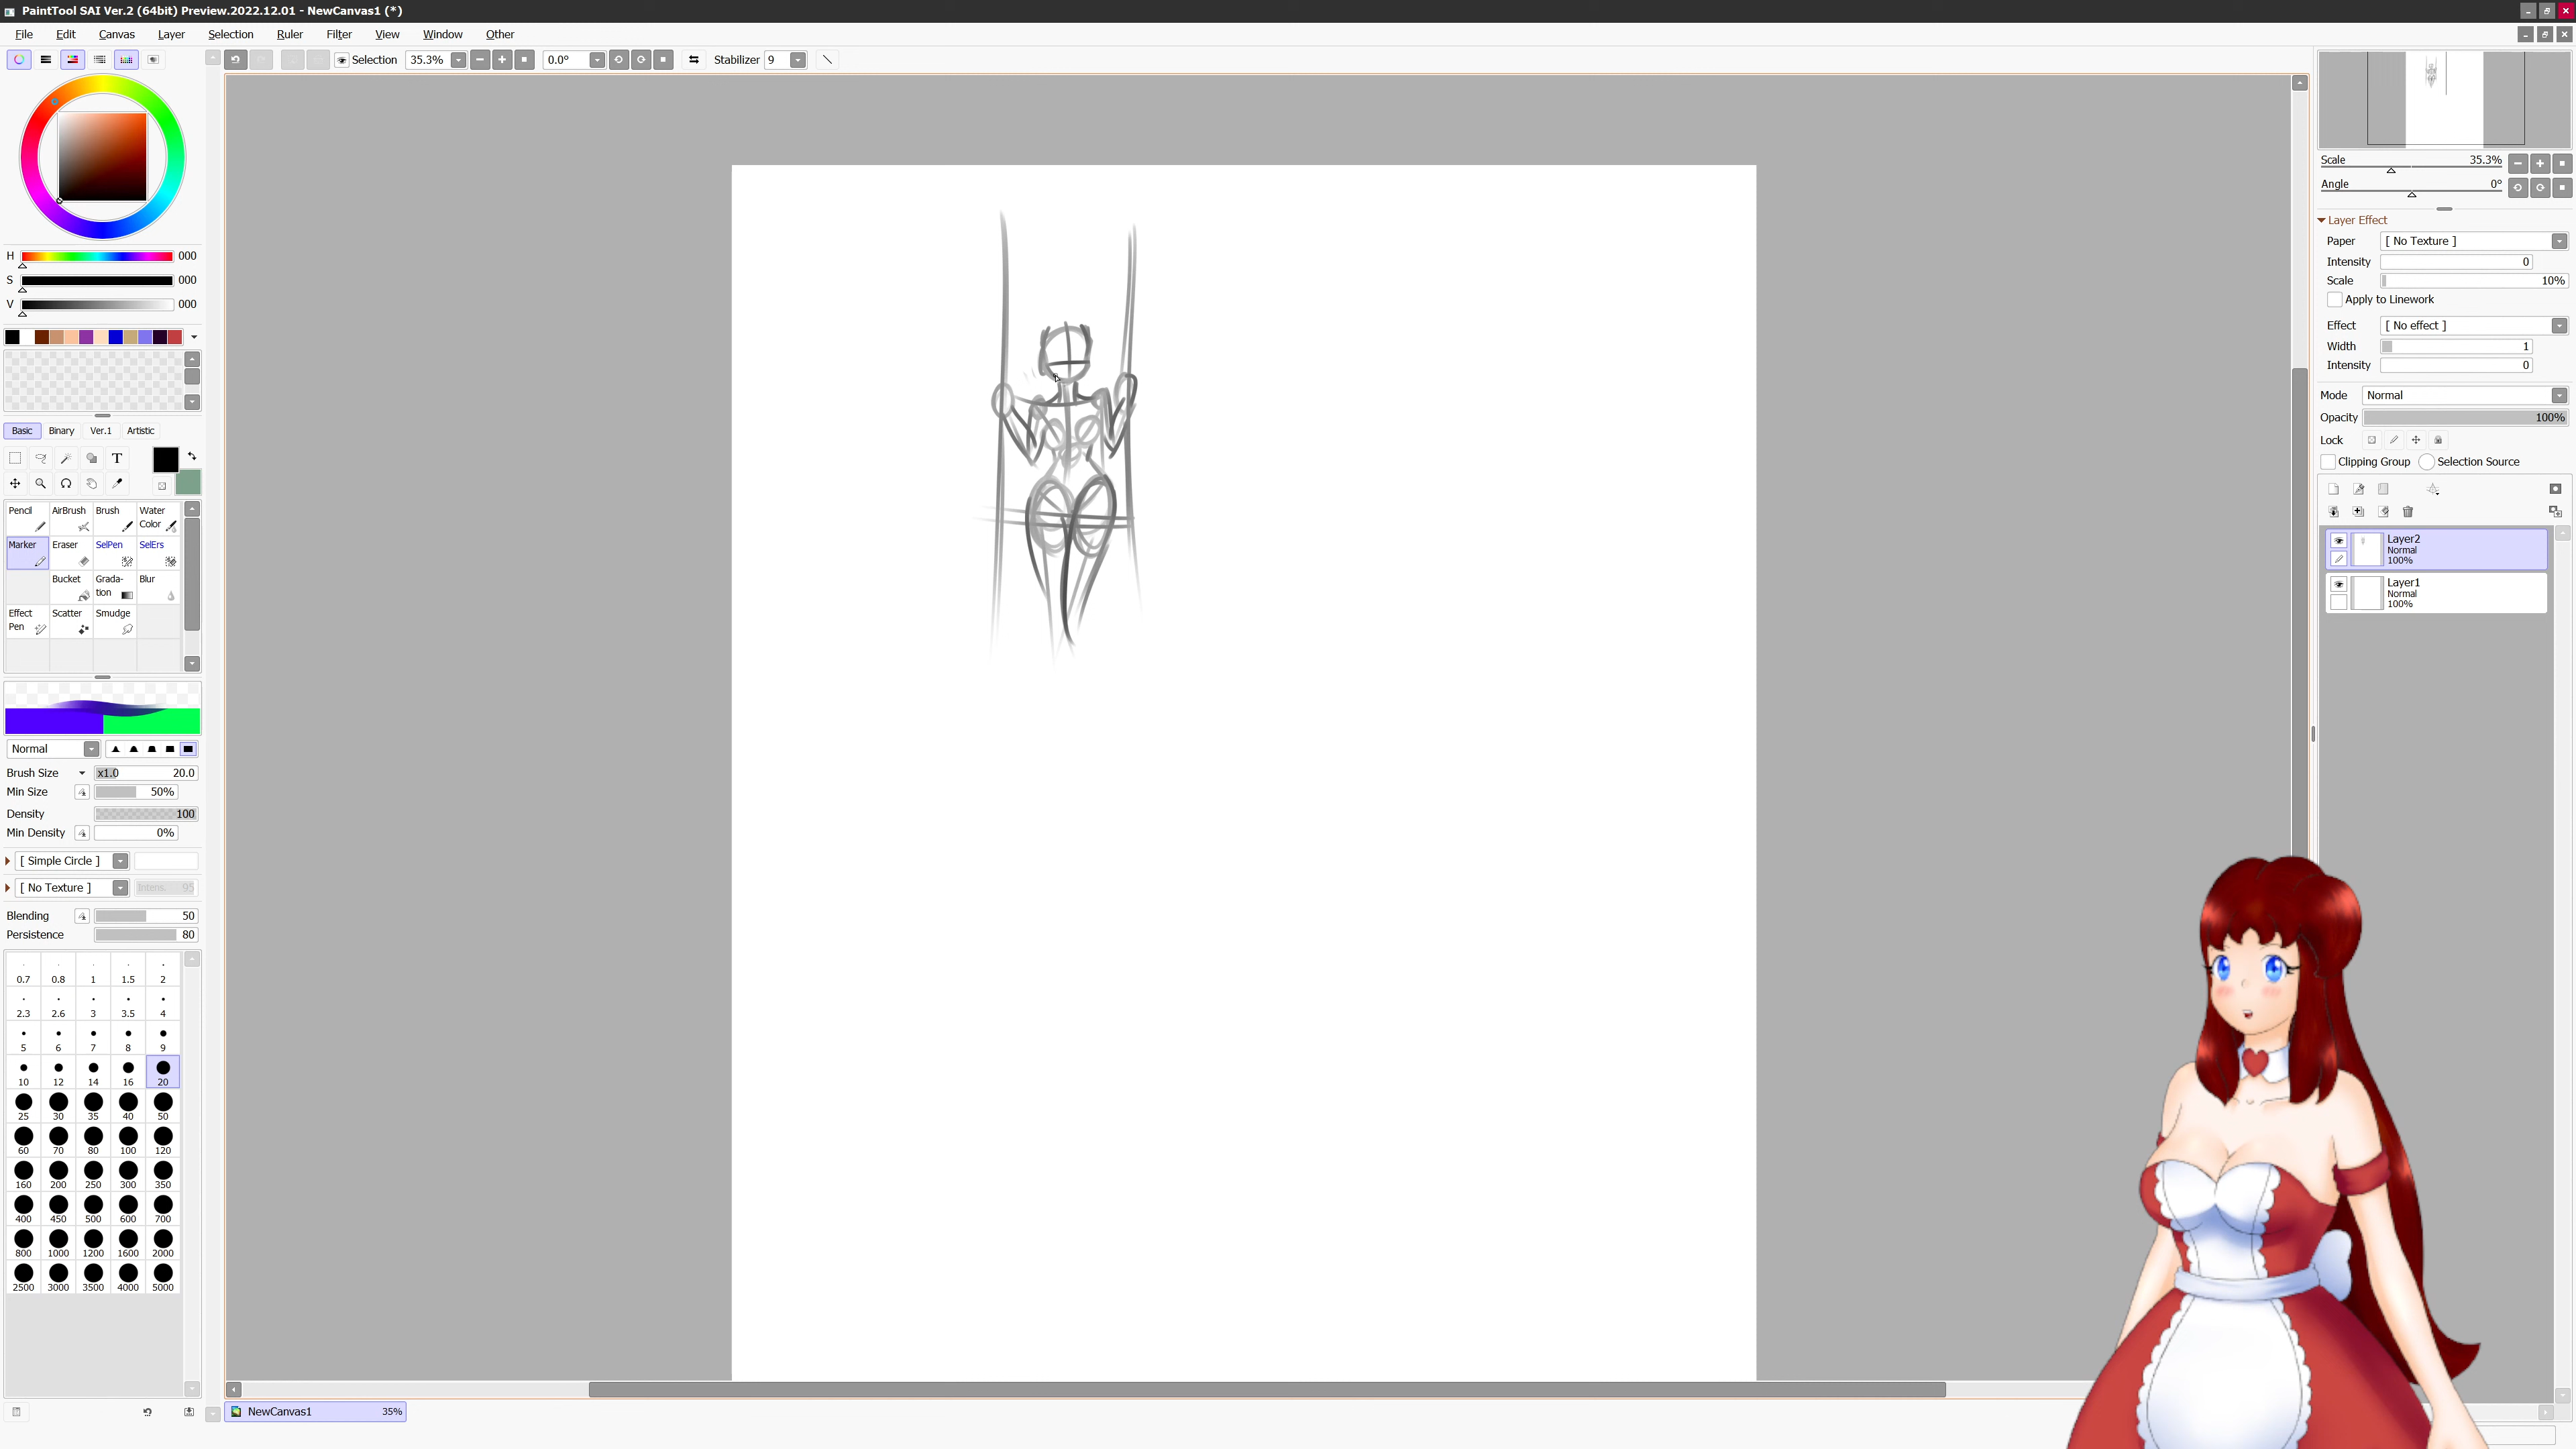 PaintTool SAI Ver.2 (64bit) Preview.2022.12.01 - NewCanvas1 (*)
File Edit Canvas Layer Selection Ruler Filter View Window Other
Selection 35.3% 0.0° Stabilizer 9
H 000
S 000
V 000
Basic Binary Ver.1 Artistic
T
Pencil AirBrush Brush Water Color
Marker Eraser SelPen SelErs
Bucket Grada-tion Blur
Effect Pen Scatter Smudge
Normal
Brush Size x1.0 20.0
Min Size 50%
Density 100
Min Density 0%
[ Simple Circle ]
[ No Texture ] Intens. 95
Blending 50
Persistence 80
0.7 0.8 1 1.5 2
2.3 2.6 3 3.5 4
5 6 7 8 9
10 12 14 16 20
25 30 35 40 50
60 70 80 100 120
160 200 250 300 350
400 450 500 600 700
800 1000 1200 1600 2000
2500 3000 3500 4000 5000
NewCanvas1 35%
Scale 35.3%
Angle 0°
Layer Effect
Paper [ No Texture ]
Intensity 0
Scale 10%
Apply to Linework
Effect [ No effect ]
Width 1
Intensity 0
Mode Normal
Opacity 100%
Lock
Clipping Group Selection Source
Layer2
Normal
100%
Layer1
Normal
100%